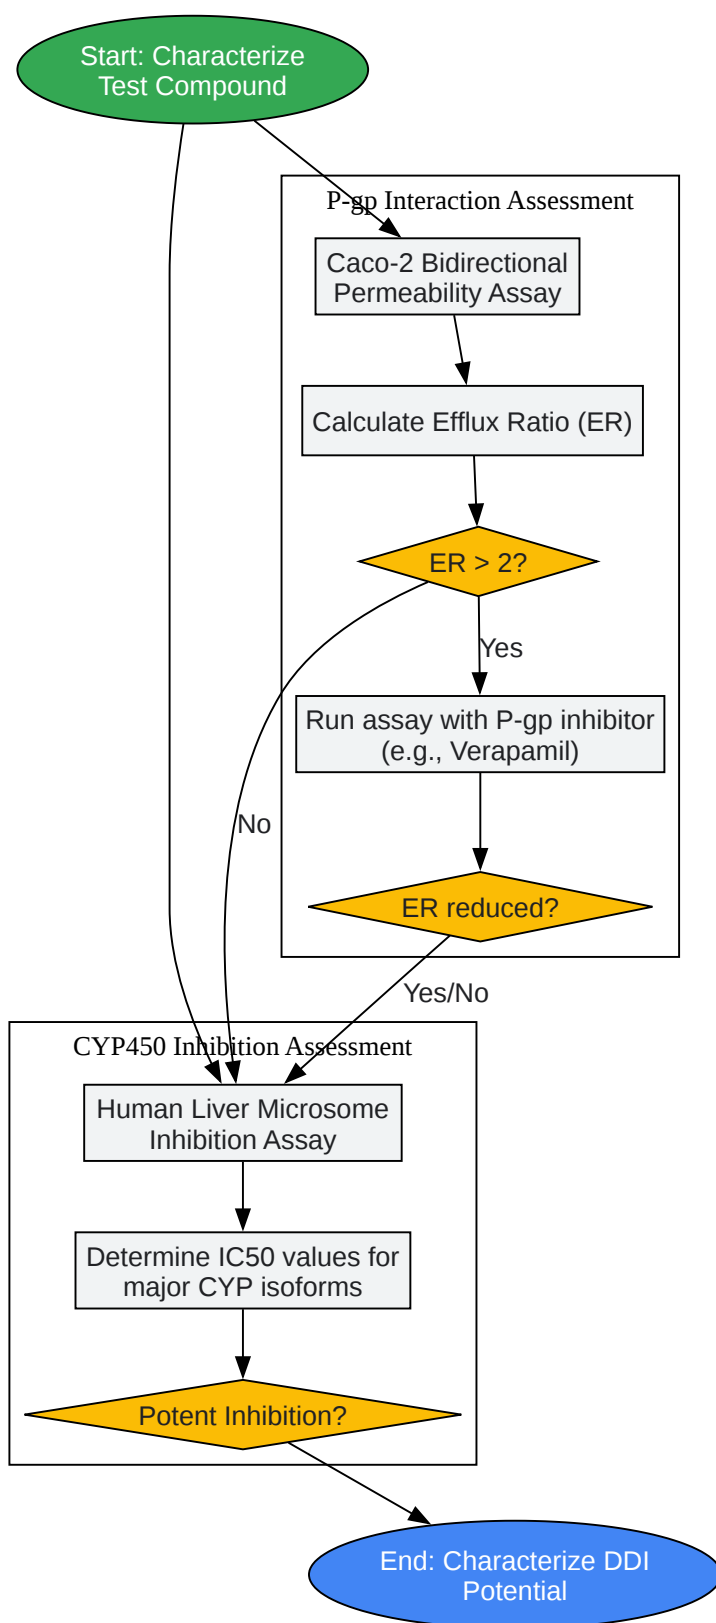 Start: Characterize
Test Compound
P-gp Interaction Assessment
Caco-2 Bidirectional
Permeability Assay
Calculate Efflux Ratio (ER)
ER > 2?
Yes
Run assay with P-gp inhibitor
(e.g., Verapamil)
No
ER reduced?
Yes/No
CYP450 Inhibition Assessment
Human Liver Microsome
Inhibition Assay
Determine IC50 values for
major CYP isoforms
Potent Inhibition?
End: Characterize DDI
Potential